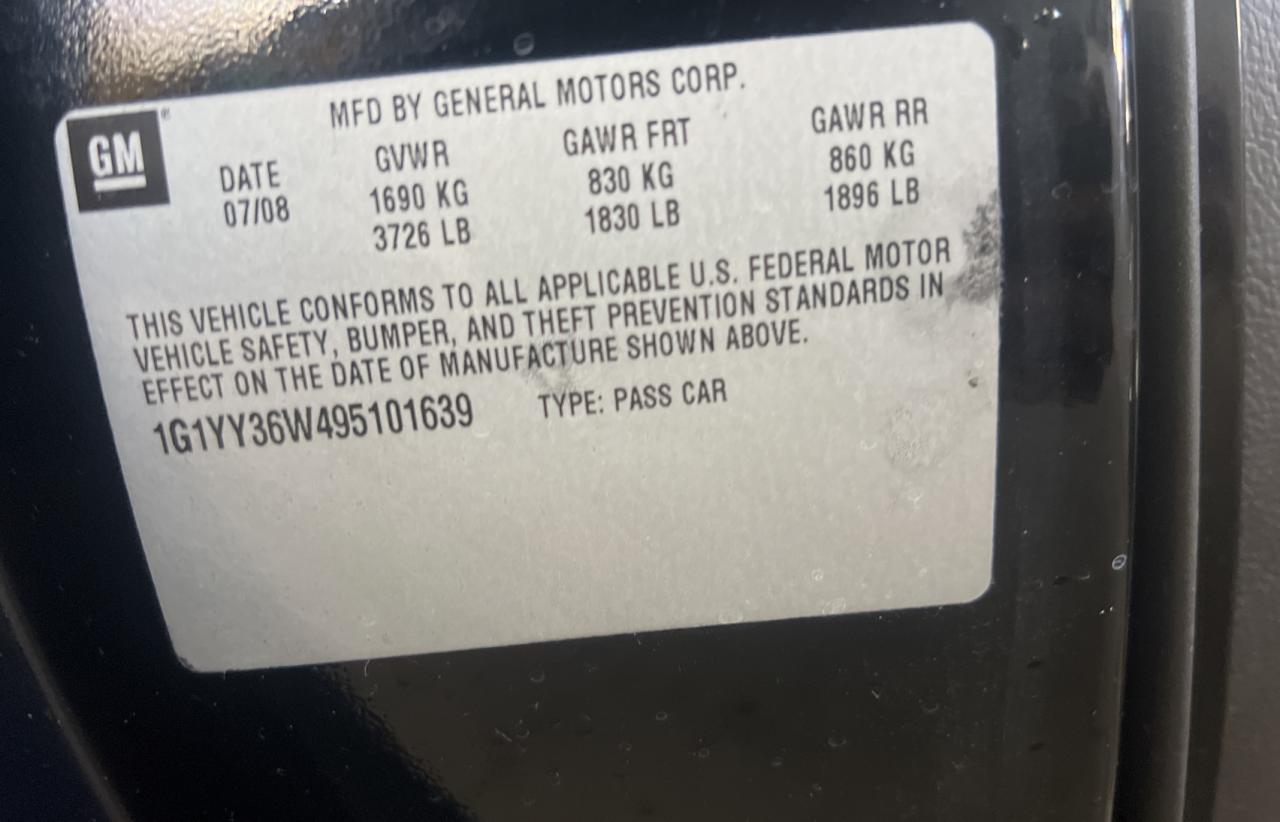 MFD BY GENERAL MOTORS CORP.
GM®
DATE GVWR GAWR FRT GAWR RR
07/08 1690 KG 830 KG 860 KG
3726 LB 1830 LB 1896 LB
THIS VEHICLE CONFORMS TO ALL APPLICABLE U.S. FEDERAL MOTOR
VEHICLE SAFETY, BUMPER, AND THEFT PREVENTION STANDARDS IN
EFFECT ON THE DATE OF MANUFACTURE SHOWN ABOVE.
1G1YY36W495101639 TYPE: PASS CAR